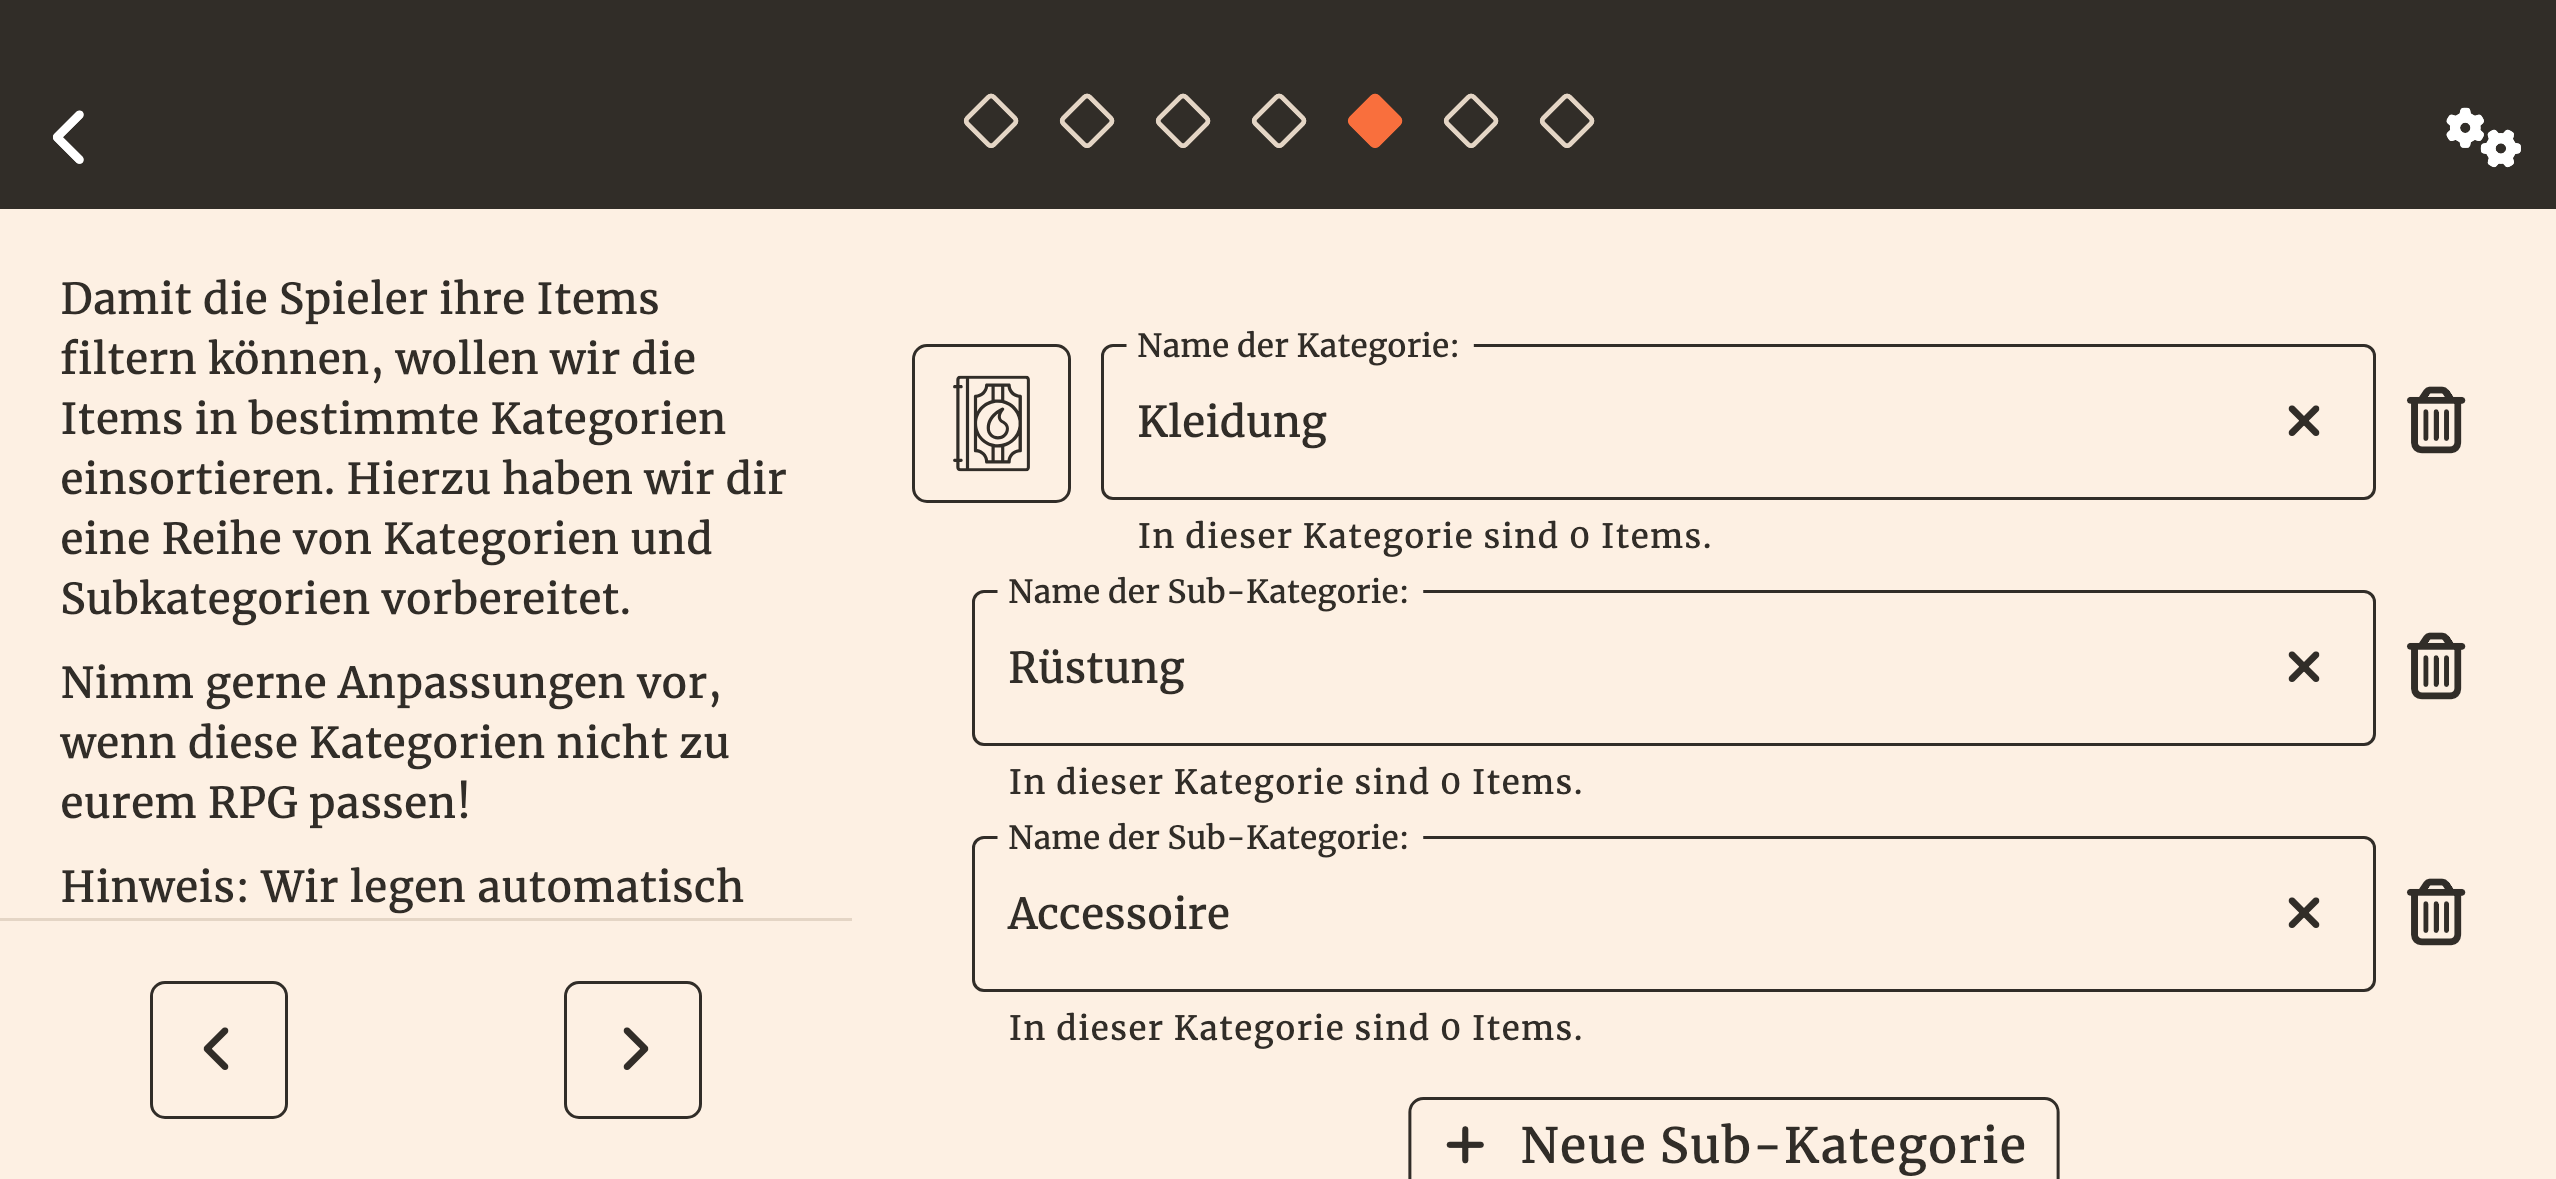 Damit die Spieler ihre Items
filtern können, wollen wir die
Items in bestimmte Kategorien
einsortieren. Hierzu haben wir dir
eine Reihe von Kategorien und
Subkategorien vorbereitet.
Nimm gerne Anpassungen vor,
wenn diese Kategorien nicht zu
eurem RPG passen!
Hinweis: Wir legen automatisch
Name der Kategorie:
Kleidung
In dieser Kategorie sind 0 Items.
Name der Sub-Kategorie:
Rüstung
In dieser Kategorie sind 0 Items.
Name der Sub-Kategorie:
Accessoire
In dieser Kategorie sind 0 Items.
+ Neue Sub-Kategorie